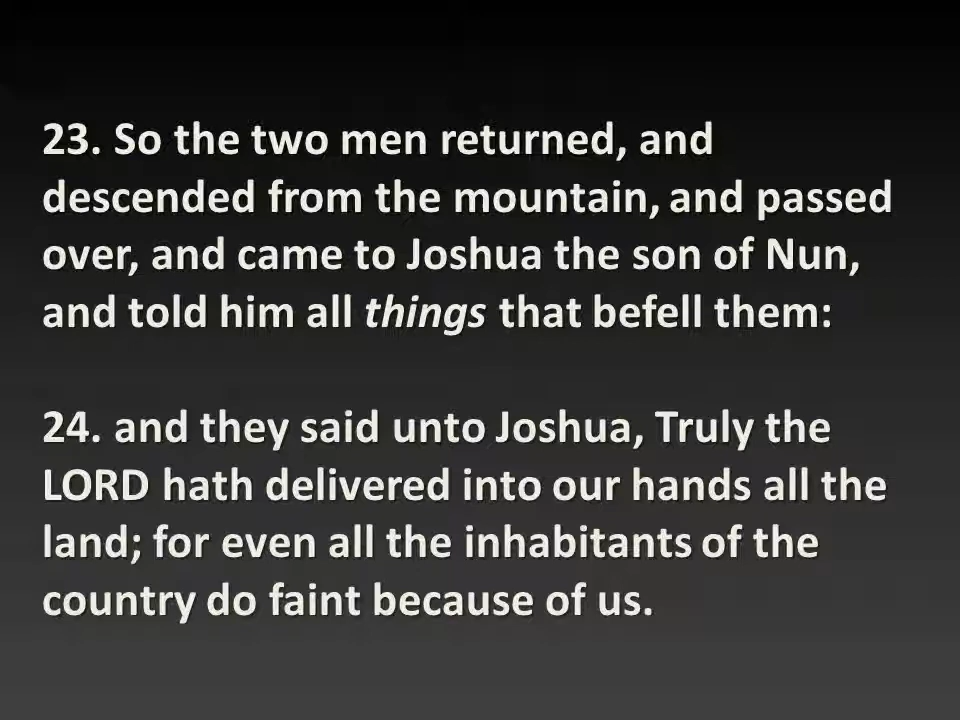 23. So the two men returned, and
descended from the mountain, and passed
over, and came to Joshua the son of Nun,
and told him all things that befell them:
24. and they said unto Joshua, Truly the
LORD hath delivered into our hands all the
land; for even all the inhabitants of the
country do faint because of us.